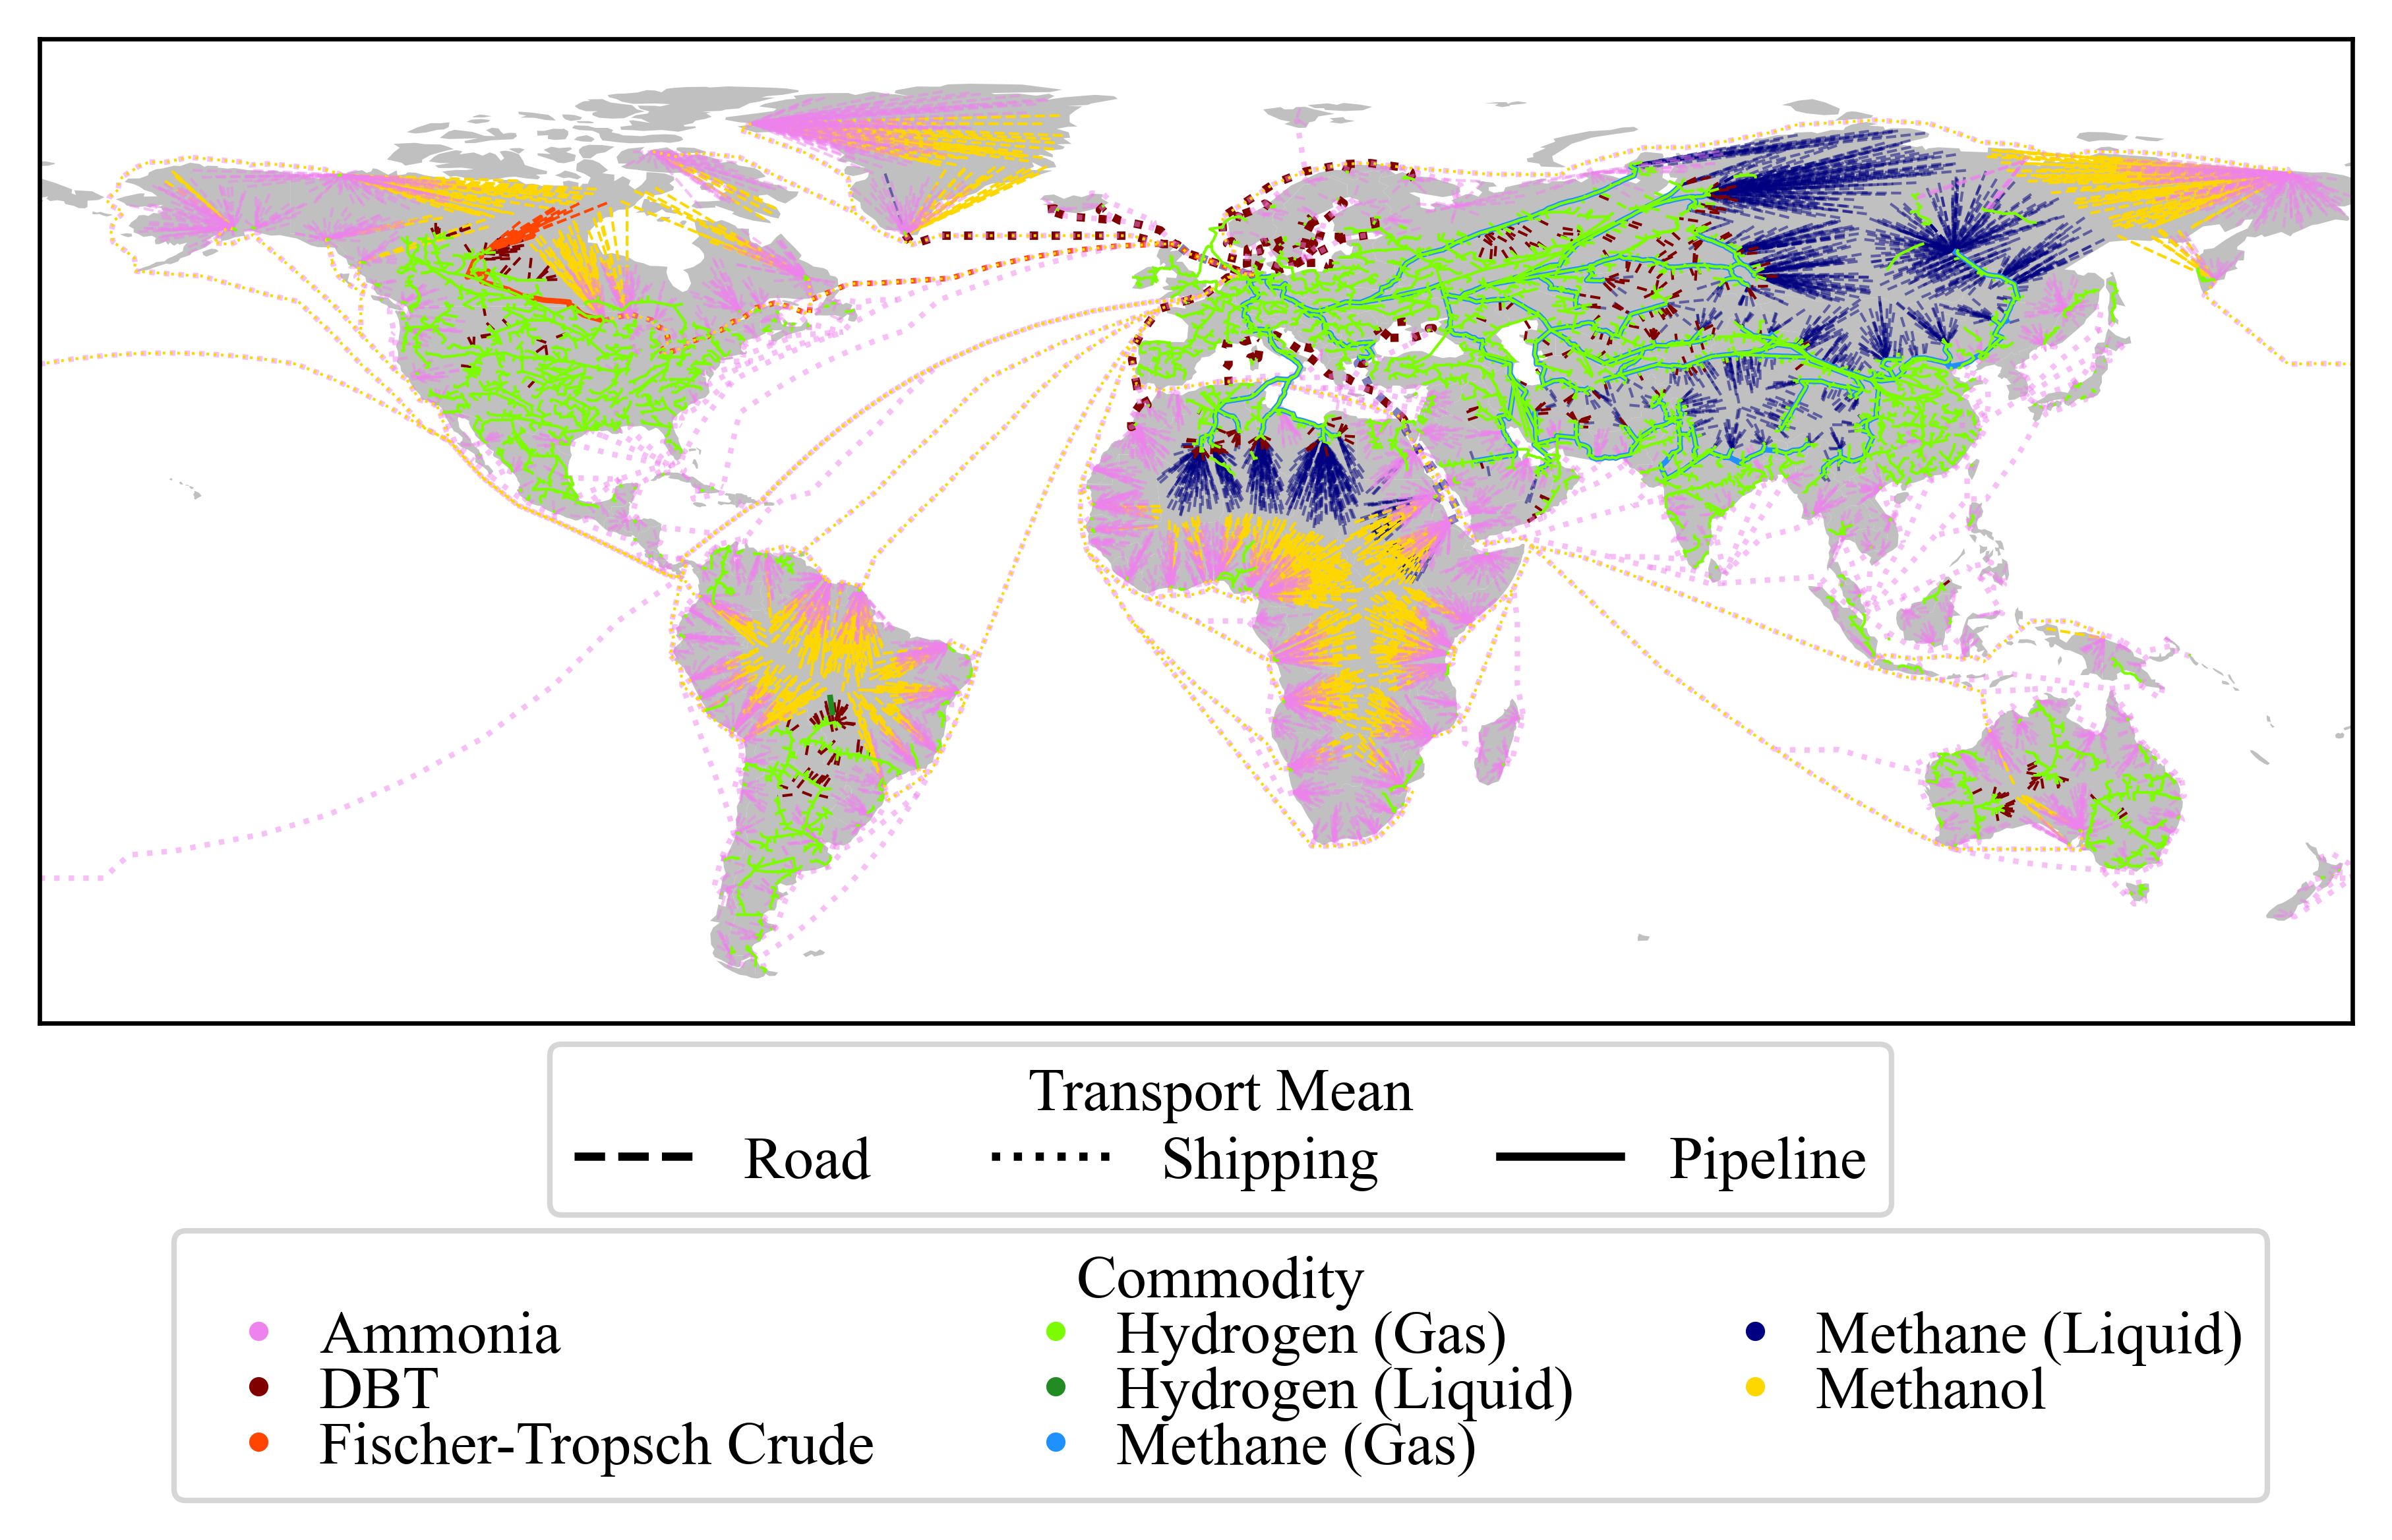 Transport Mean
Road Shipping Pipeline
Commodity
Ammonia Hydrogen (Gas) Methane (Liquid)
DBT Hydrogen (Liquid) Methanol
Fischer-Tropsch Crude Methane (Gas)